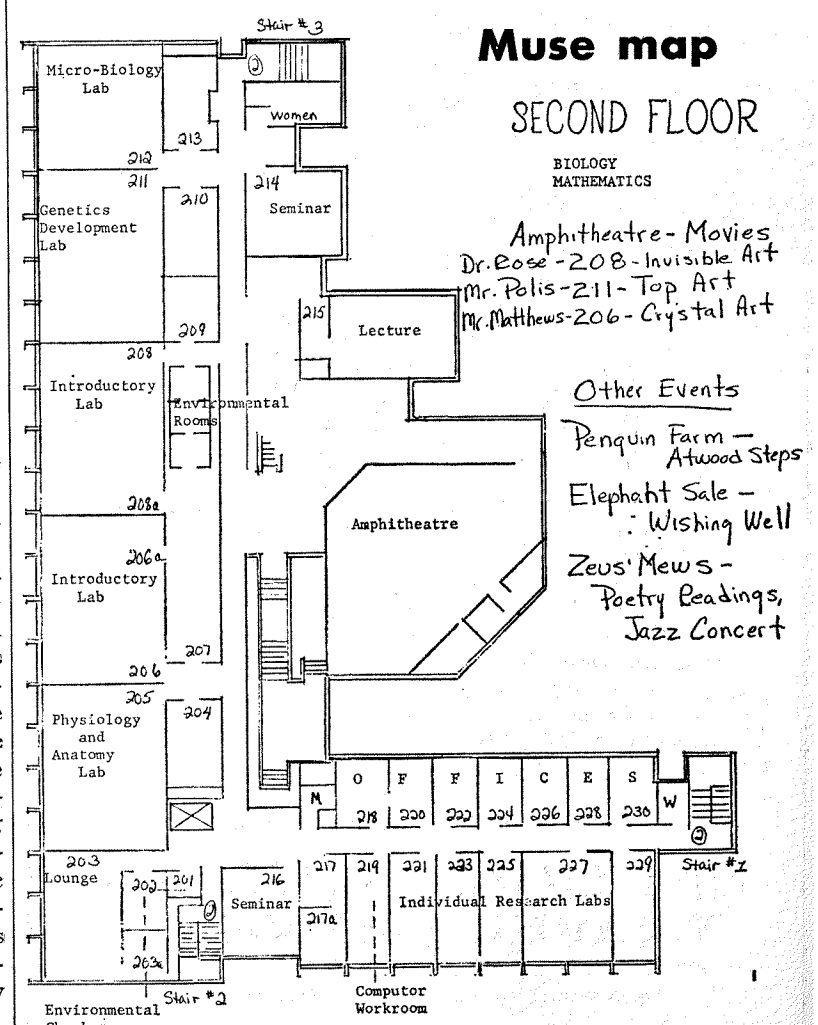 Stair #3
Muse map
SECOND FLOOR
BIOLOGY
MATHEMATICS
Amphitheatre - Movies
Dr. Rose - 208 - Invisible Art
Mr. Polis - 211 - Top Art
Mr. Matthews - 206 - Crystal Art
Other Events
Penquin Farm —
Atwood Steps
Elephant Sale —
Wishing Well
Zeus' Mews -
Poetry Readings,
Jazz Concert
Micro-Biology
Lab
2
Women
213
212
211
210
214
Seminar
Genetics
Development
Lab
209
215
Lecture
208
Introductory
Lab
Environmental
Rooms
208a
Amphitheatre
206a
Introductory
Lab
207
206
205
204
Physiology
and
Anatomy
Lab
M
O F F I C E S
W
218 220 222 224 226 228 230
2
Stair #1
203
Lounge
202 201
216
Seminar
217 219 221 223 225 227 229
217a
Individual Research Labs
2
203a
Stair #2
Environmental
Computor
Workroom
1